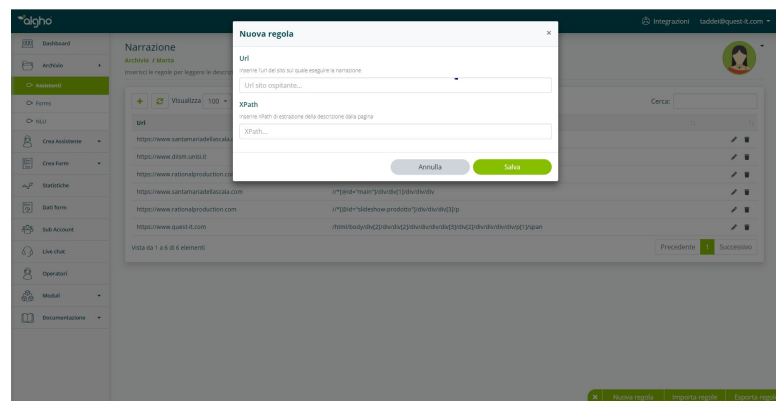 algho
Integrazioni taddei@quest-it.com
Dashboard
Archivio
Assistenti
Forms
NLU
Crea Assistente
Crea Form
Statistiche
Dati form
Sub Account
Live chat
Operatori
Moduli
Documentazione
Narrazione
Archivio / Marta
Inserisci le regole per leggere le descrizi
Visualizza 100
Cerca:
Url
https://www.santamariadellascala.c
https://www.dism.unisi.it
https://www.rationalproduction.co
https://www.santamariadellascala.com //*[@id="main"]/div/div[1]/div/div/div
https://www.rationalproduction.com //*[@id="slideshow-prodotto"]/div/div/div[3]/p
https://www.quest-it.com /html/body/div[2]/div/div[2]/div/div/div/div[3]/div[2]/div/div/div/div/p[1]/span
Vista da 1 a 6 di 6 elementi
Precedente 1 Successivo
Nuova regola
×
Url
Inserire l'url del sito sul quale eseguire la narrazione
Url sito ospitante...
XPath
Inserire xPath di estrazione della descrizione dalla pagina
XPath...
Annulla Salva
× Nuova regola Importa regole Esporta regol